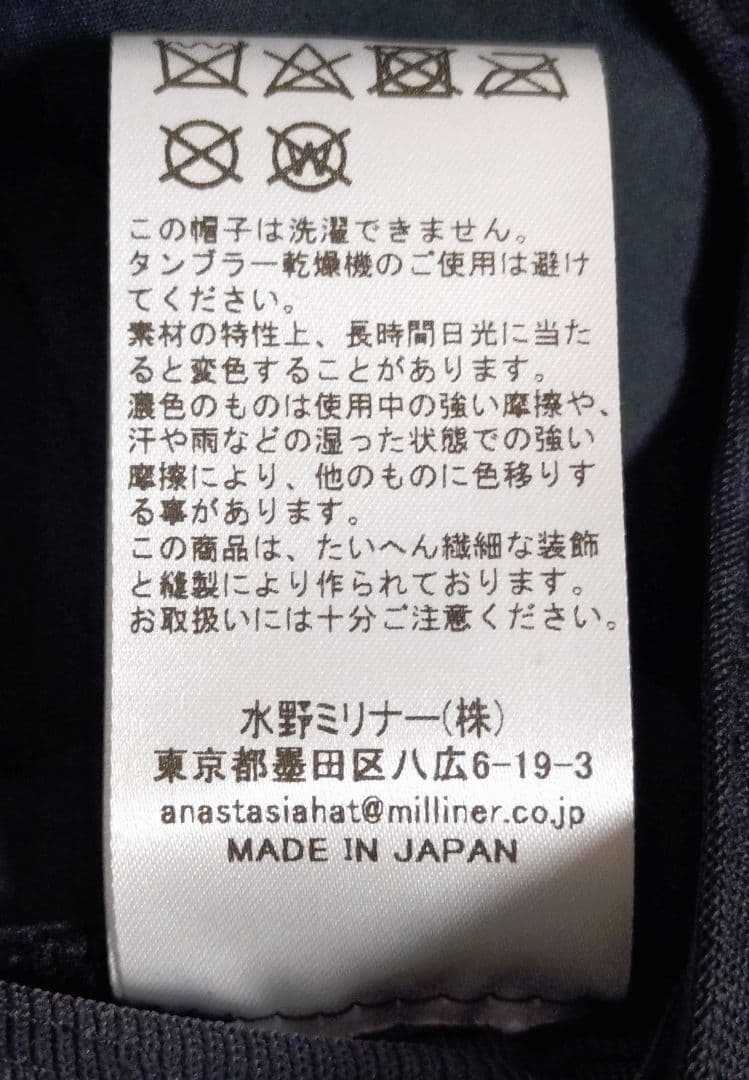 W
この帽子は洗濯できません。
タンブラー乾燥機のご使用は避け
てください。
素材の特性上、長時間日光に当た
ると変色することがあります。
濃色のものは使用中の強い摩擦や、
汗や雨などの湿った状態での強い
摩擦により、他のものに色移りす
る事があります。
この商品は、たいへん繊細な装飾
と縫製により作られております。
お取扱いには十分ご注意ください。
水野ミリナー(株)
東京都墨田区八広6-19-3
anastasiahat@milliner.co.jp
MADE IN JAPAN